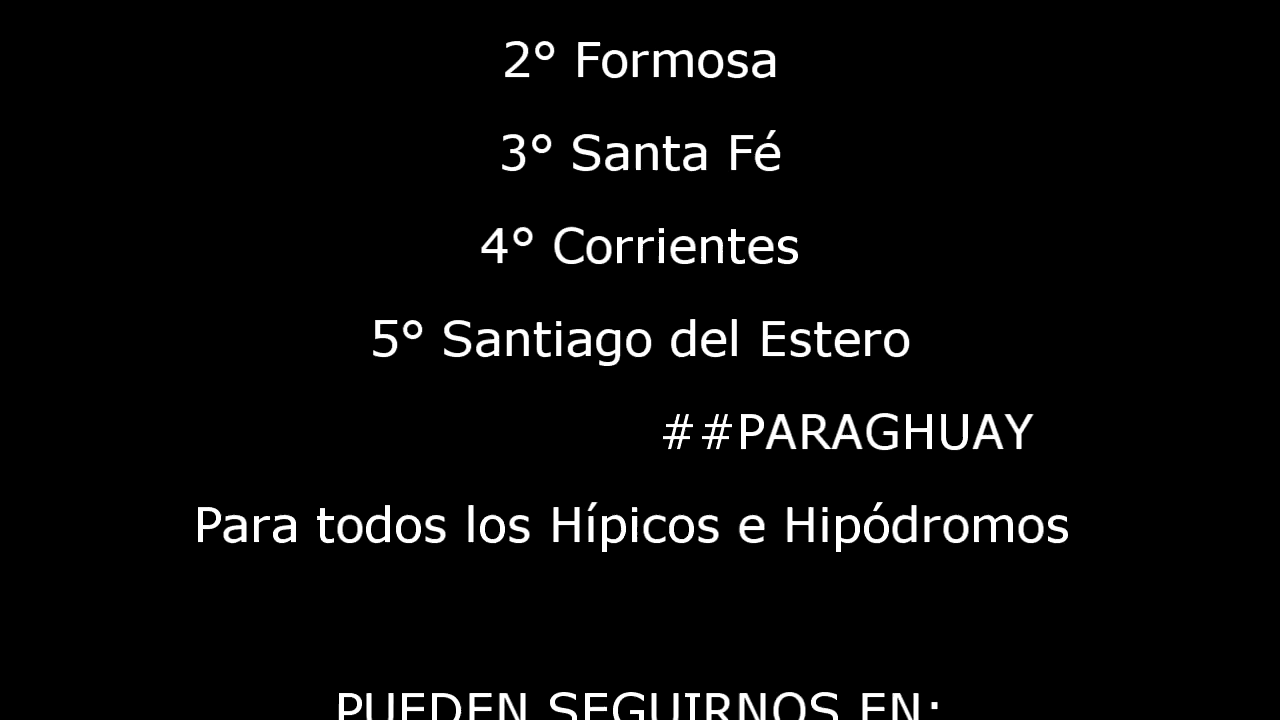 2° Formosa
3° Santa Fé
4° Corrientes
5° Santiago del Estero
##PARAGHUAY
Para todos los Hípicos e Hipódromos
PUEDEN SEGUIRNOS EN: